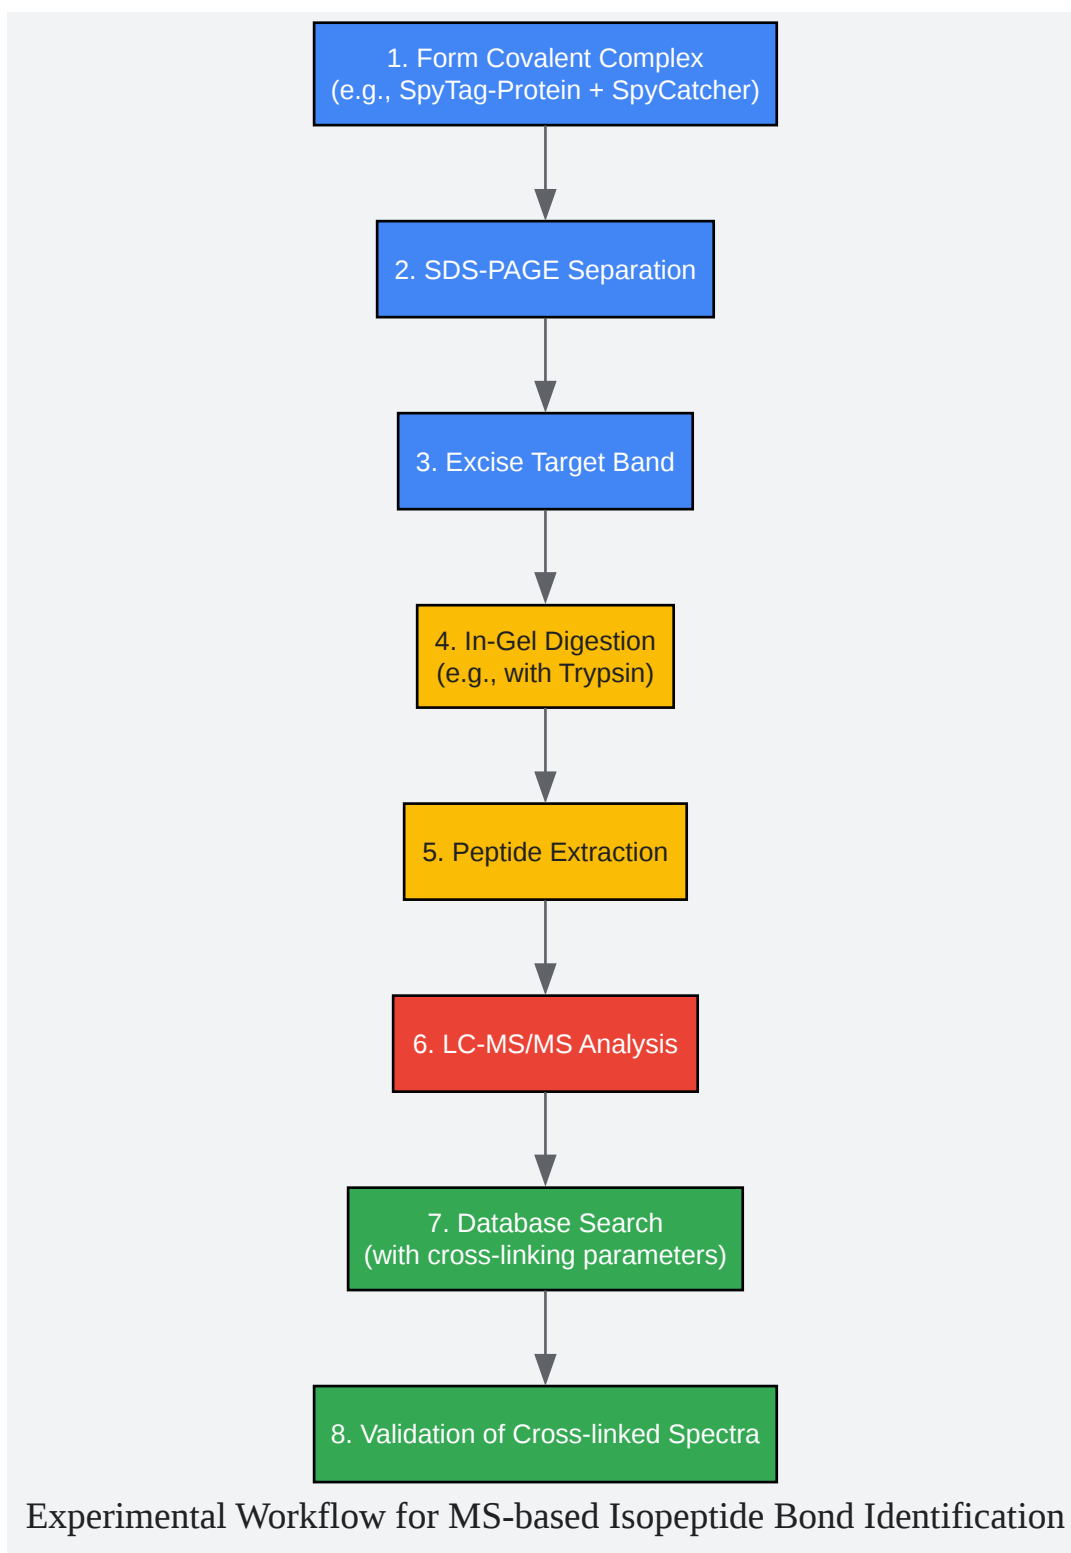 1. Form Covalent Complex
(e.g., SpyTag-Protein + SpyCatcher)
2. SDS-PAGE Separation
3. Excise Target Band
4. In-Gel Digestion
(e.g., with Trypsin)
5. Peptide Extraction
6. LC-MS/MS Analysis
7. Database Search
(with cross-linking parameters)
8. Validation of Cross-linked Spectra
Experimental Workflow for MS-based Isopeptide Bond Identification